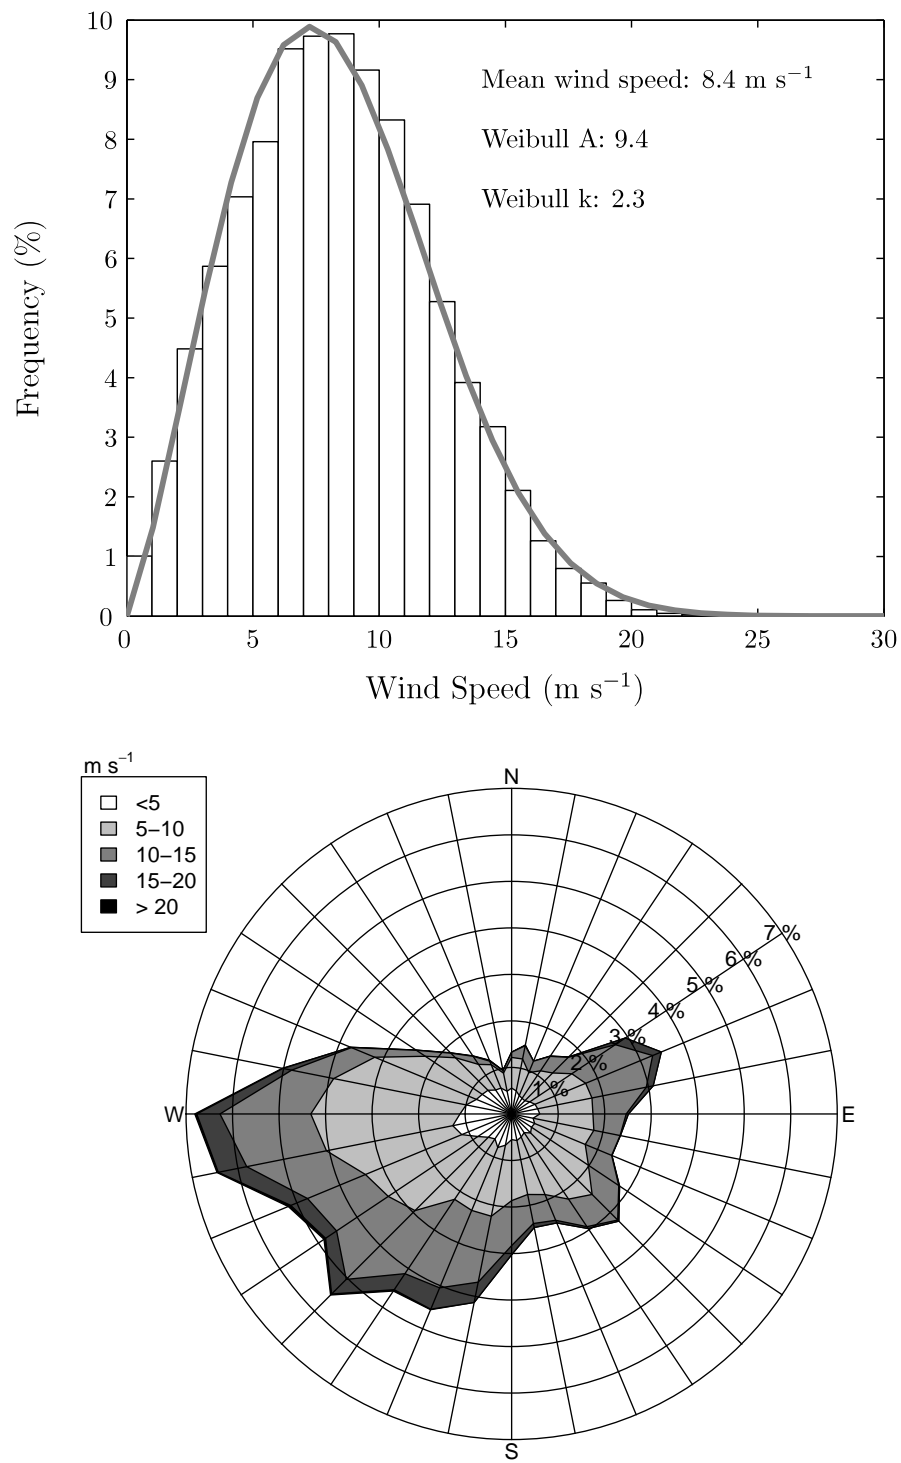 10
Mean wind speed: 8.4 m s⁻¹
9
Weibull A: 9.4
8
Weibull k: 2.3
7
6
5
4
3
2
1
0
Frequency (%)
0 5 10 15 20 25 30
Wind Speed (m s⁻¹)
m s⁻¹
<5
5–10
10–15
15–20
> 20
N
7 %
6 %
5 %
4 %
3 %
2 %
1 %
W
E
S